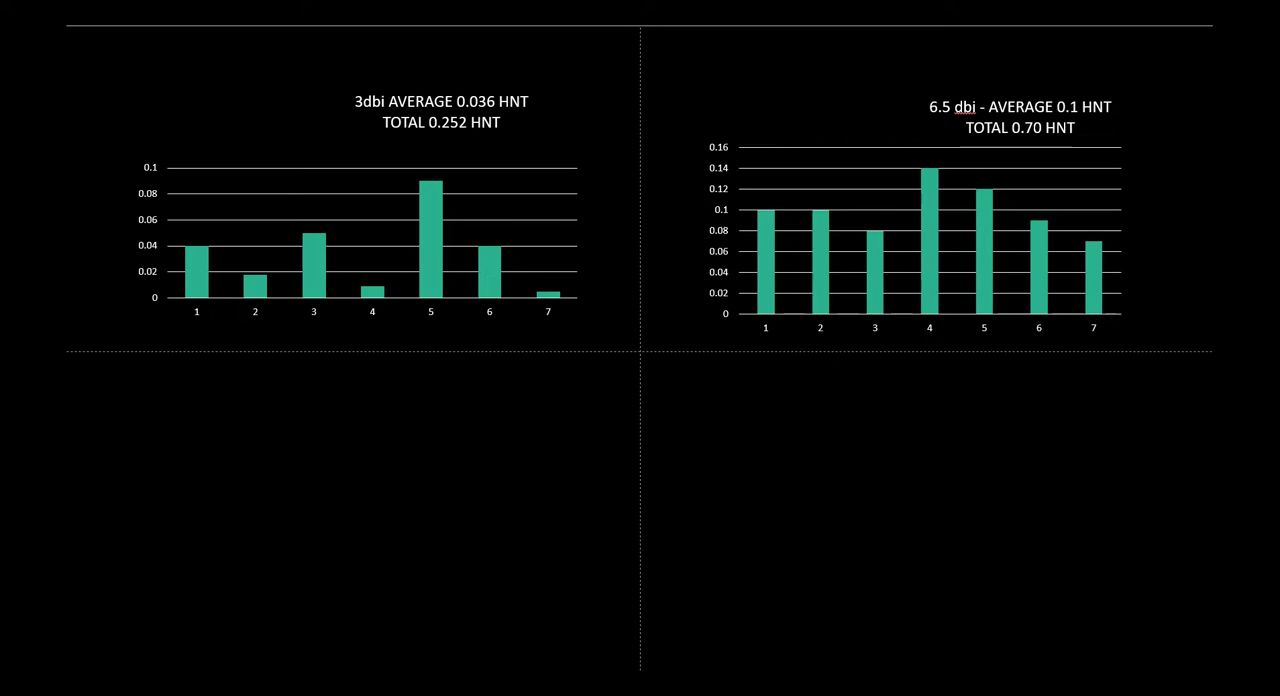 3dbi AVERAGE 0.036 HNT
TOTAL 0.252 HNT
0.1
0.08
0.06
0.04
0.02
0
1 2 3 4 5 6 7
6.5 dbi - AVERAGE 0.1 HNT
TOTAL 0.70 HNT
0.16
0.14
0.12
0.1
0.08
0.06
0.04
0.02
0
1 2 3 4 5 6 7